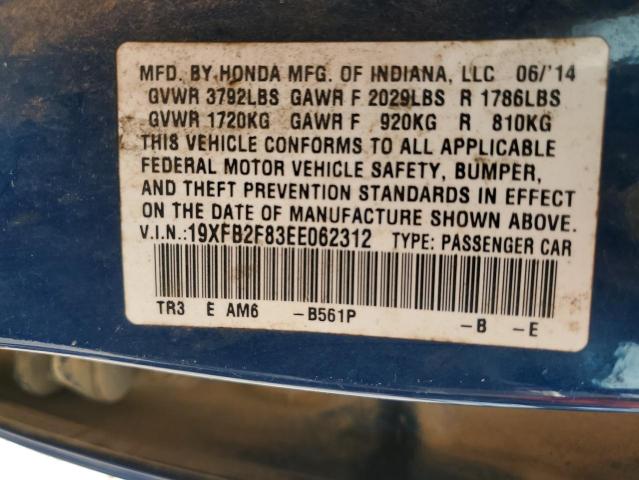 MFD. BY HONDA MFG. OF INDIANA, LLC 06/'14
GVWR 3792LBS GAWR F 2029LBS R 1786LBS
GVWR 1720KG GAWR F 920KG R 810KG
THIS VEHICLE CONFORMS TO ALL APPLICABLE
FEDERAL MOTOR VEHICLE SAFETY, BUMPER,
AND THEFT PREVENTION STANDARDS IN EFFECT
ON THE DATE OF MANUFACTURE SHOWN ABOVE.
V.I.N.:19XFB2F83EE062312 TYPE: PASSENGER CAR
TR3 E AM6 -B561P -B -E